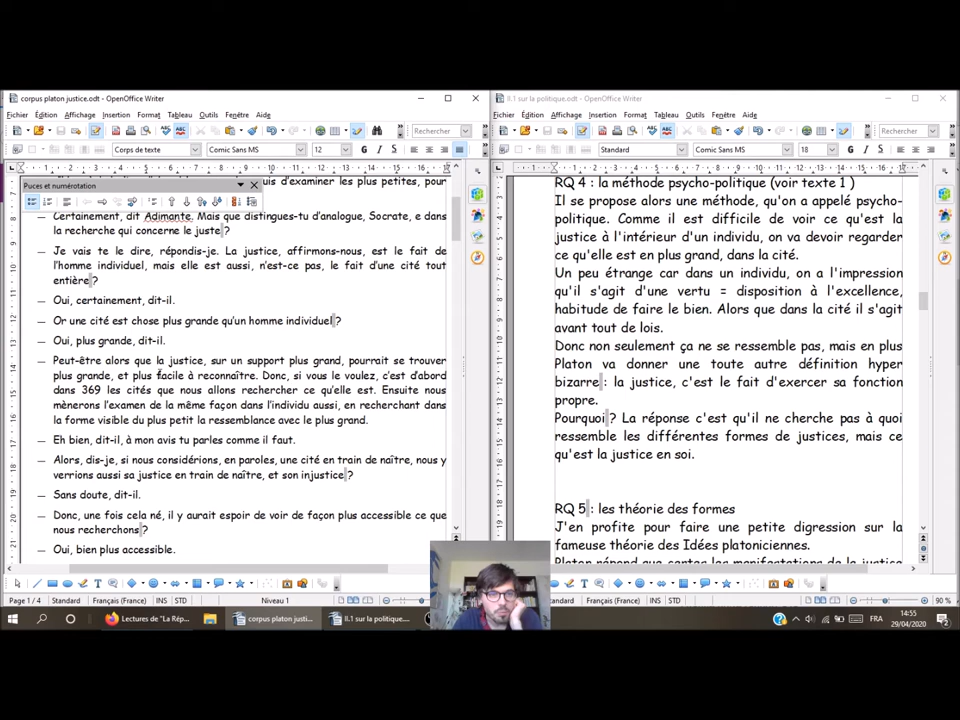 corpus platon justice.odt - OpenOffice Writer
Fichier Édition Affichage Insertion Format Tableau Outils Fenêtre Aide
Rechercher
Corps de texte Comic Sans MS 12 G I S
Puces et numérotation
uis d'examiner les plus petites, pour
— Certainement, dit Adimante. Mais que distingues-tu d'analogue, Socrate, e dans
la recherche qui concerne le juste ?
— Je vais te le dire, répondis-je. La justice, affirmons-nous, est le fait de
l'homme individuel, mais elle est aussi, n'est-ce pas, le fait d'une cité tout
entière ?
— Oui, certainement, dit-il.
— Or une cité est chose plus grande qu'un homme individuel ?
— Oui, plus grande, dit-il.
— Peut-être alors que la justice, sur un support plus grand, pourrait se trouver
plus grande, et plus facile à reconnaître. Donc, si vous le voulez, c'est d'abord
dans 369 les cités que nous allons rechercher ce qu'elle est. Ensuite nous
mènerons l'examen de la même façon dans l'individu aussi, en recherchant dans
la forme visible du plus petit la ressemblance avec le plus grand.
— Eh bien, dit-il, à mon avis tu parles comme il faut.
— Alors, dis-je, si nous considérions, en paroles, une cité en train de naître, nous y
verrions aussi sa justice en train de naître, et son injustice ?
— Sans doute, dit-il.
— Donc, une fois cela né, il y aurait espoir de voir de façon plus accessible ce que
nous recherchons ?
— Oui, bien plus accessible.
Page 1 / 4 Standard Français (France) INS STD Niveau 1
II.1 sur la politique.odt - OpenOffice Writer
Fichier Édition Affichage Insertion Format Tableau Outils Fenêtre Aide
Rechercher
Standard Comic Sans MS 18 G I S
RQ 4 : la méthode psycho-politique (voir texte 1 )
Il se propose alors une méthode, qu'on a appelé psycho-
politique. Comme il est difficile de voir ce qu'est la
justice à l'intérieur d'un individu, on va devoir regarder
ce qu'elle est en plus grand, dans la cité.
Un peu étrange car dans un individu, on a l'impression
qu'il s'agit d'une vertu = disposition à l'excellence,
habitude de faire le bien. Alors que dans la cité il s'agit
avant tout de lois.
Donc non seulement ça ne se ressemble pas, mais en plus
Platon va donner une toute autre définition hyper
bizarre : la justice, c'est le fait d'exercer sa fonction
propre.
Pourquoi ? La réponse c'est qu'il ne cherche pas à quoi
ressemble les différentes formes de justices, mais ce
qu'est la justice en soi.
RQ 5 : les théorie des formes
J'en profite pour faire une petite digression sur la
fameuse théorie des Idées platoniciennes.
Français (France) INS STD 90 %
Lectures de "La Rép... corpus platon justi... II.1 sur la politique....
FRA 14:55
29/04/2020